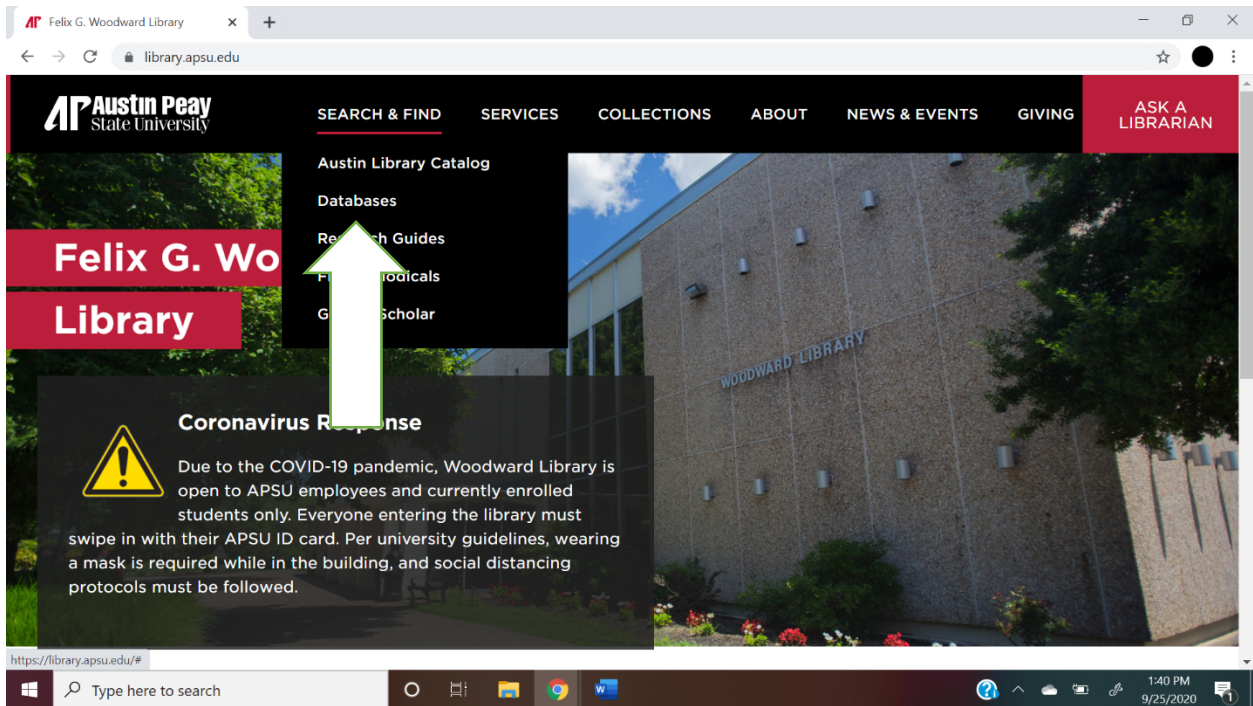 AP Felix G. Woodward Library
library.apsu.edu
AP Austin Peay
State University
SEARCH & FIND SERVICES COLLECTIONS ABOUT NEWS & EVENTS GIVING
ASK A
LIBRARIAN
Austin Library Catalog
Databases
Guides
Scholar
Felix G.
Library
WOODWARD LIBRARY
Coronavirus
Due to the COVID-19 pandemic, Woodward Library is
open to APSU employees and currently enrolled
students only. Everyone entering the library must
swipe in with their APSU ID card. Per university guidelines, wearing
a mask is required while in the building, and social distancing
protocols must be followed.
https://library.apsu.edu/#
Type here to search
1:40 PM
9/25/2020
1